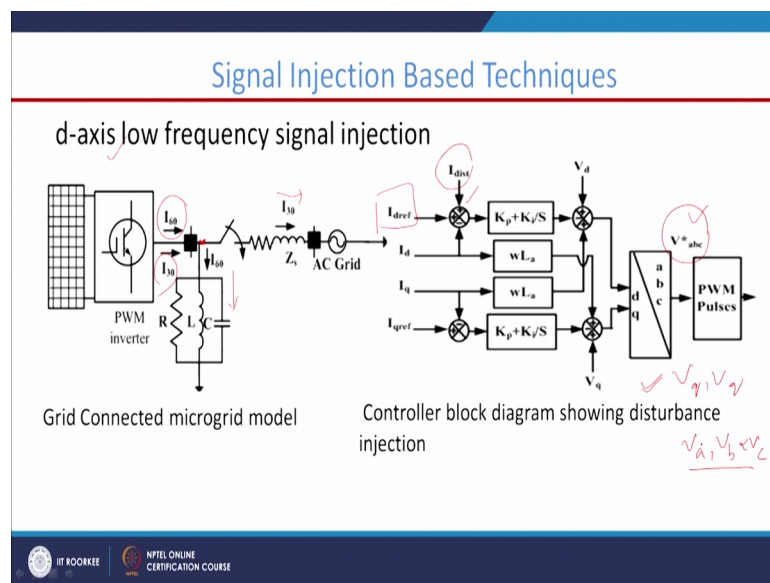 Signal Injection Based Techniques
d-axis low frequency signal injection
I60
I30
I60
I30
Zs AC Grid
PWM
inverter
R L C
Idist
Vd
Idref
Kp+Ki/S
Id
wLa
Iq
wLa
Iqref
Kp+Ki/S
Vq
d
q
a
b
c
V*abc
PWM
Pulses
Vq, Vq
Va, Vb & Vc
Grid Connected microgrid model
Controller block diagram showing disturbance
injection
IIT ROORKEE
NPTEL ONLINE
CERTIFICATION COURSE